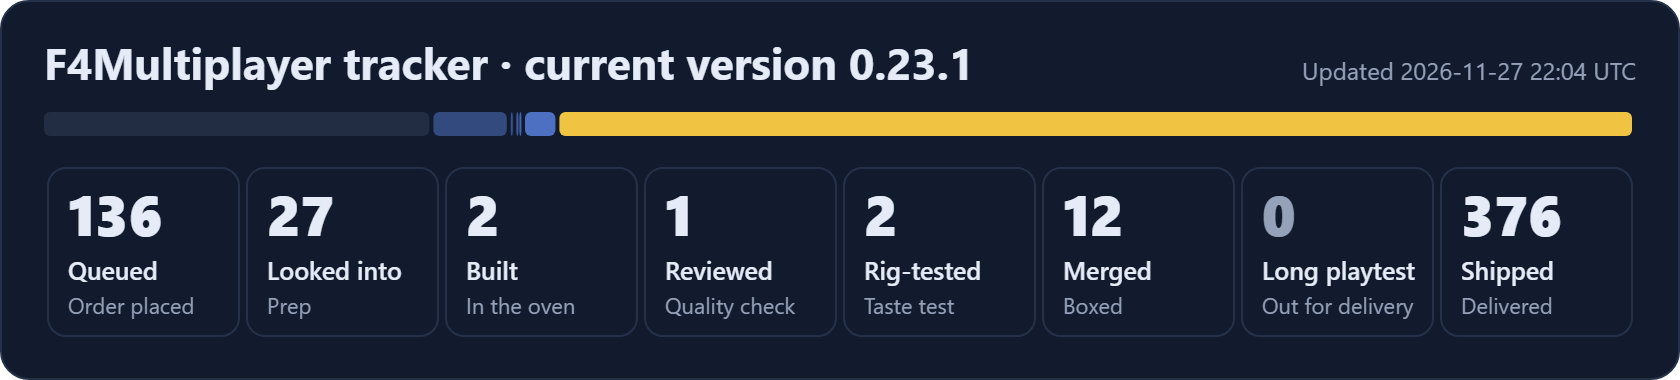 F4Multiplayer tracker · current version 0.23.1
Updated 2026-11-27 22:04 UTC
136
Queued
Order placed
27
Looked into
Prep
2
Built
In the oven
1
Reviewed
Quality check
2
Rig-tested
Taste test
12
Merged
Boxed
0
Long playtest
Out for delivery
376
Shipped
Delivered